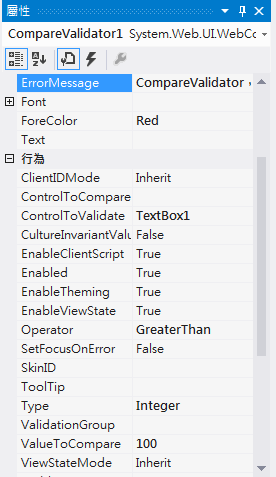 屬性
CompareValidator1 System.Web.UI.WebCo
ErrorMessage CompareValidator
Font
ForeColor Red
Text
行為
ClientIDMode Inherit
ControlToCompare
ControlToValidate TextBox1
CultureInvariantValu False
EnableClientScript True
Enabled True
EnableTheming True
EnableViewState True
Operator GreaterThan
SetFocusOnError False
SkinID
ToolTip
Type Integer
ValidationGroup
ValueToCompare 100
ViewStateMode Inherit